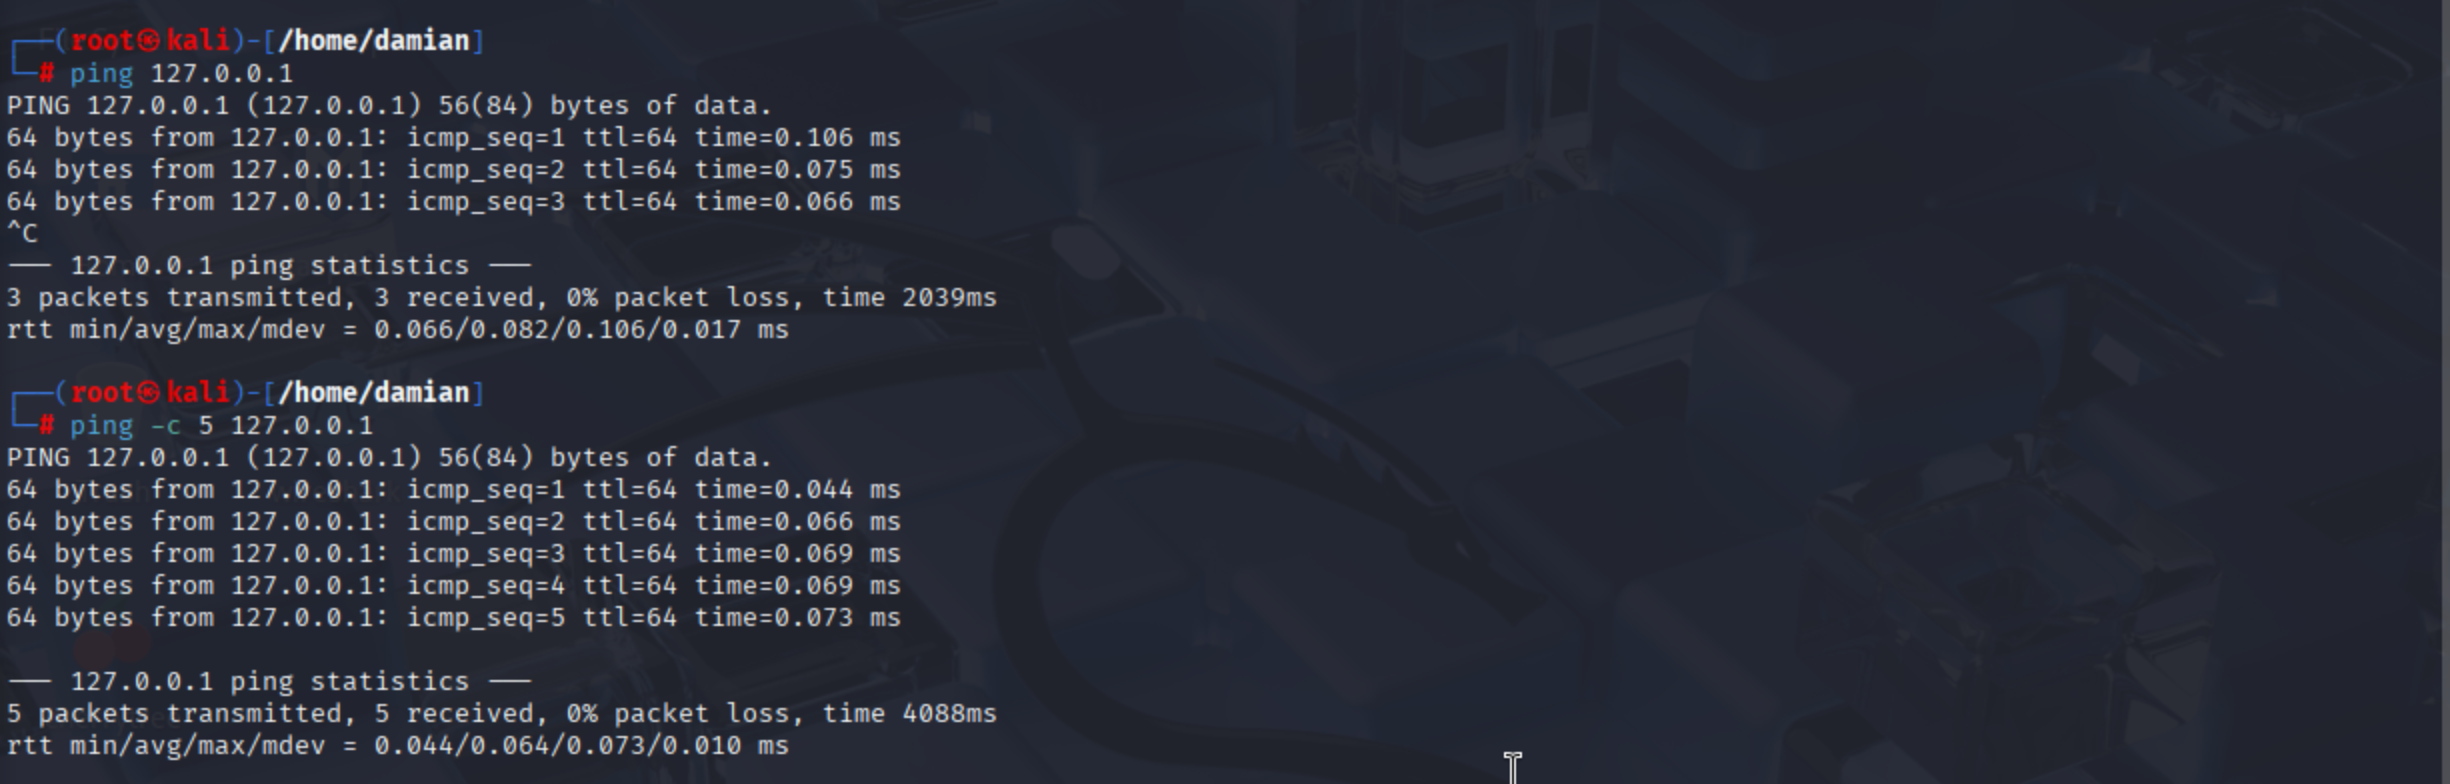 ┌──(root㉿kali)-[/home/damian]
└─# ping 127.0.0.1
PING 127.0.0.1 (127.0.0.1) 56(84) bytes of data.
64 bytes from 127.0.0.1: icmp_seq=1 ttl=64 time=0.106 ms
64 bytes from 127.0.0.1: icmp_seq=2 ttl=64 time=0.075 ms
64 bytes from 127.0.0.1: icmp_seq=3 ttl=64 time=0.066 ms
^C
--- 127.0.0.1 ping statistics ---
3 packets transmitted, 3 received, 0% packet loss, time 2039ms
rtt min/avg/max/mdev = 0.066/0.082/0.106/0.017 ms
┌──(root㉿kali)-[/home/damian]
└─# ping -c 5 127.0.0.1
PING 127.0.0.1 (127.0.0.1) 56(84) bytes of data.
64 bytes from 127.0.0.1: icmp_seq=1 ttl=64 time=0.044 ms
64 bytes from 127.0.0.1: icmp_seq=2 ttl=64 time=0.066 ms
64 bytes from 127.0.0.1: icmp_seq=3 ttl=64 time=0.069 ms
64 bytes from 127.0.0.1: icmp_seq=4 ttl=64 time=0.069 ms
64 bytes from 127.0.0.1: icmp_seq=5 ttl=64 time=0.073 ms
--- 127.0.0.1 ping statistics ---
5 packets transmitted, 5 received, 0% packet loss, time 4088ms
rtt min/avg/max/mdev = 0.044/0.064/0.073/0.010 ms